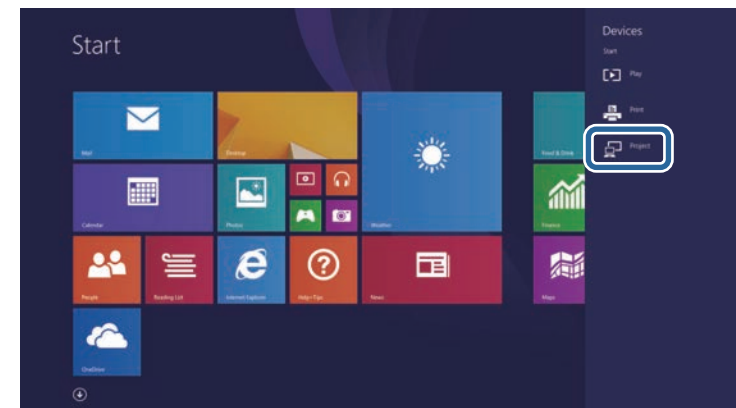 Start
Devices
Start
Play
Print
Project
Mail
Desktop
Food & Drink
Calendar
Photos
Weather
Finance
People
Reading List
Internet Explorer
Help+Tips
News
Maps
OneDrive